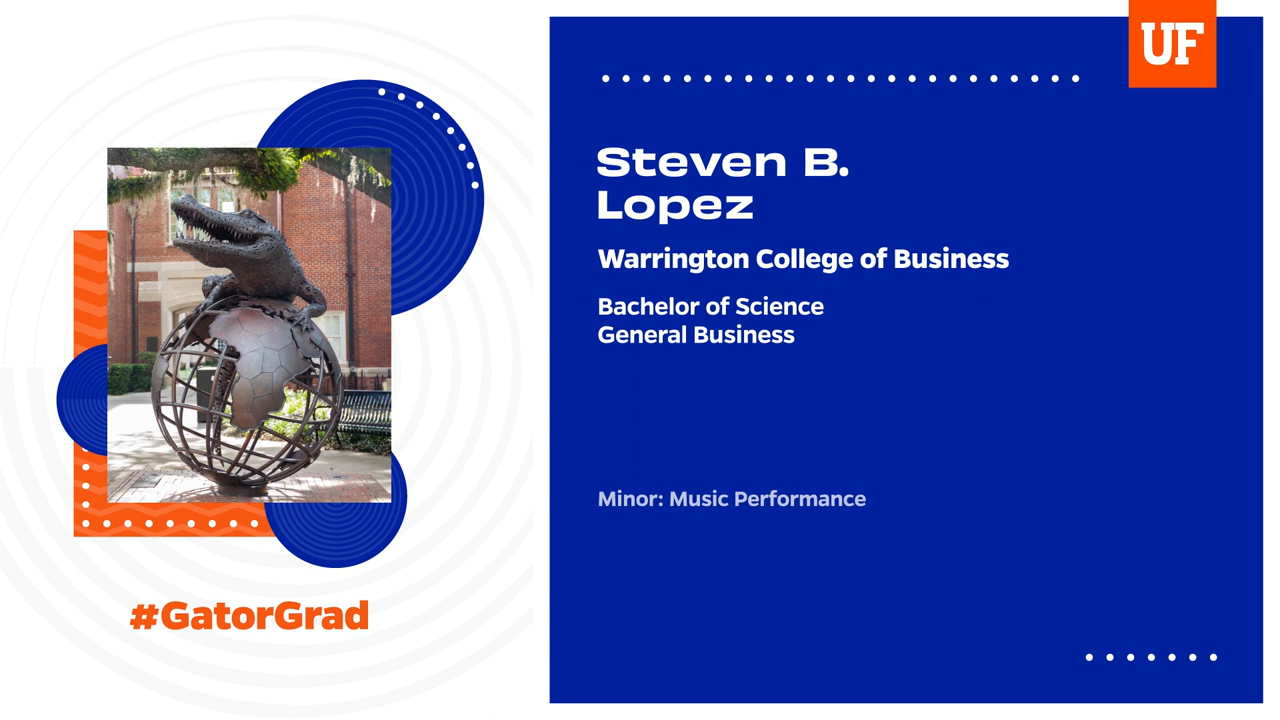 UF
Steven B.
Lopez
Warrington College of Business
Bachelor of Science
General Business
Minor: Music Performance
#GatorGrad